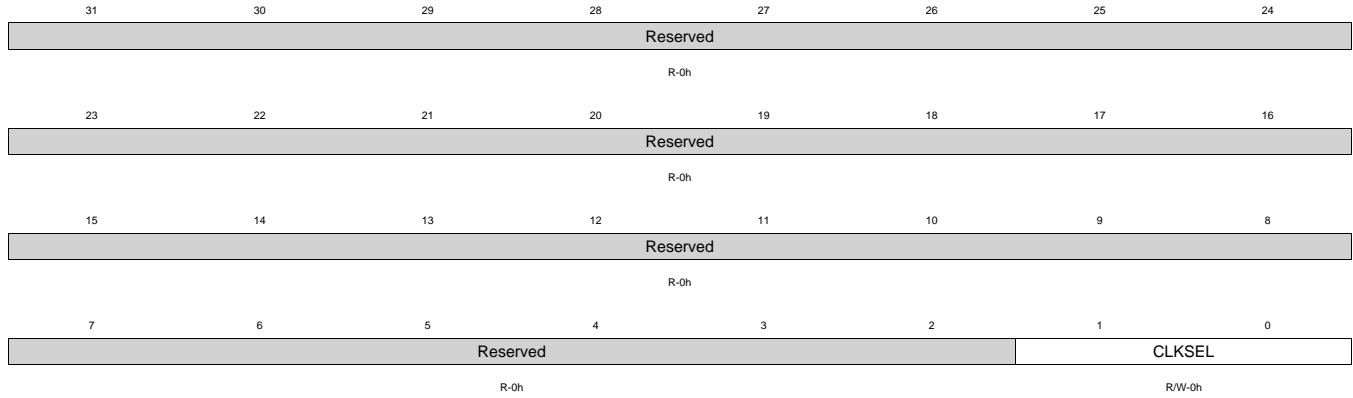 31 30 29 28 27 26 25 24
Reserved
R-0h
23 22 21 20 19 18 17 16
Reserved
R-0h
15 14 13 12 11 10 9 8
Reserved
R-0h
7 6 5 4 3 2 1 0
Reserved CLKSEL
R-0h R/W-0h